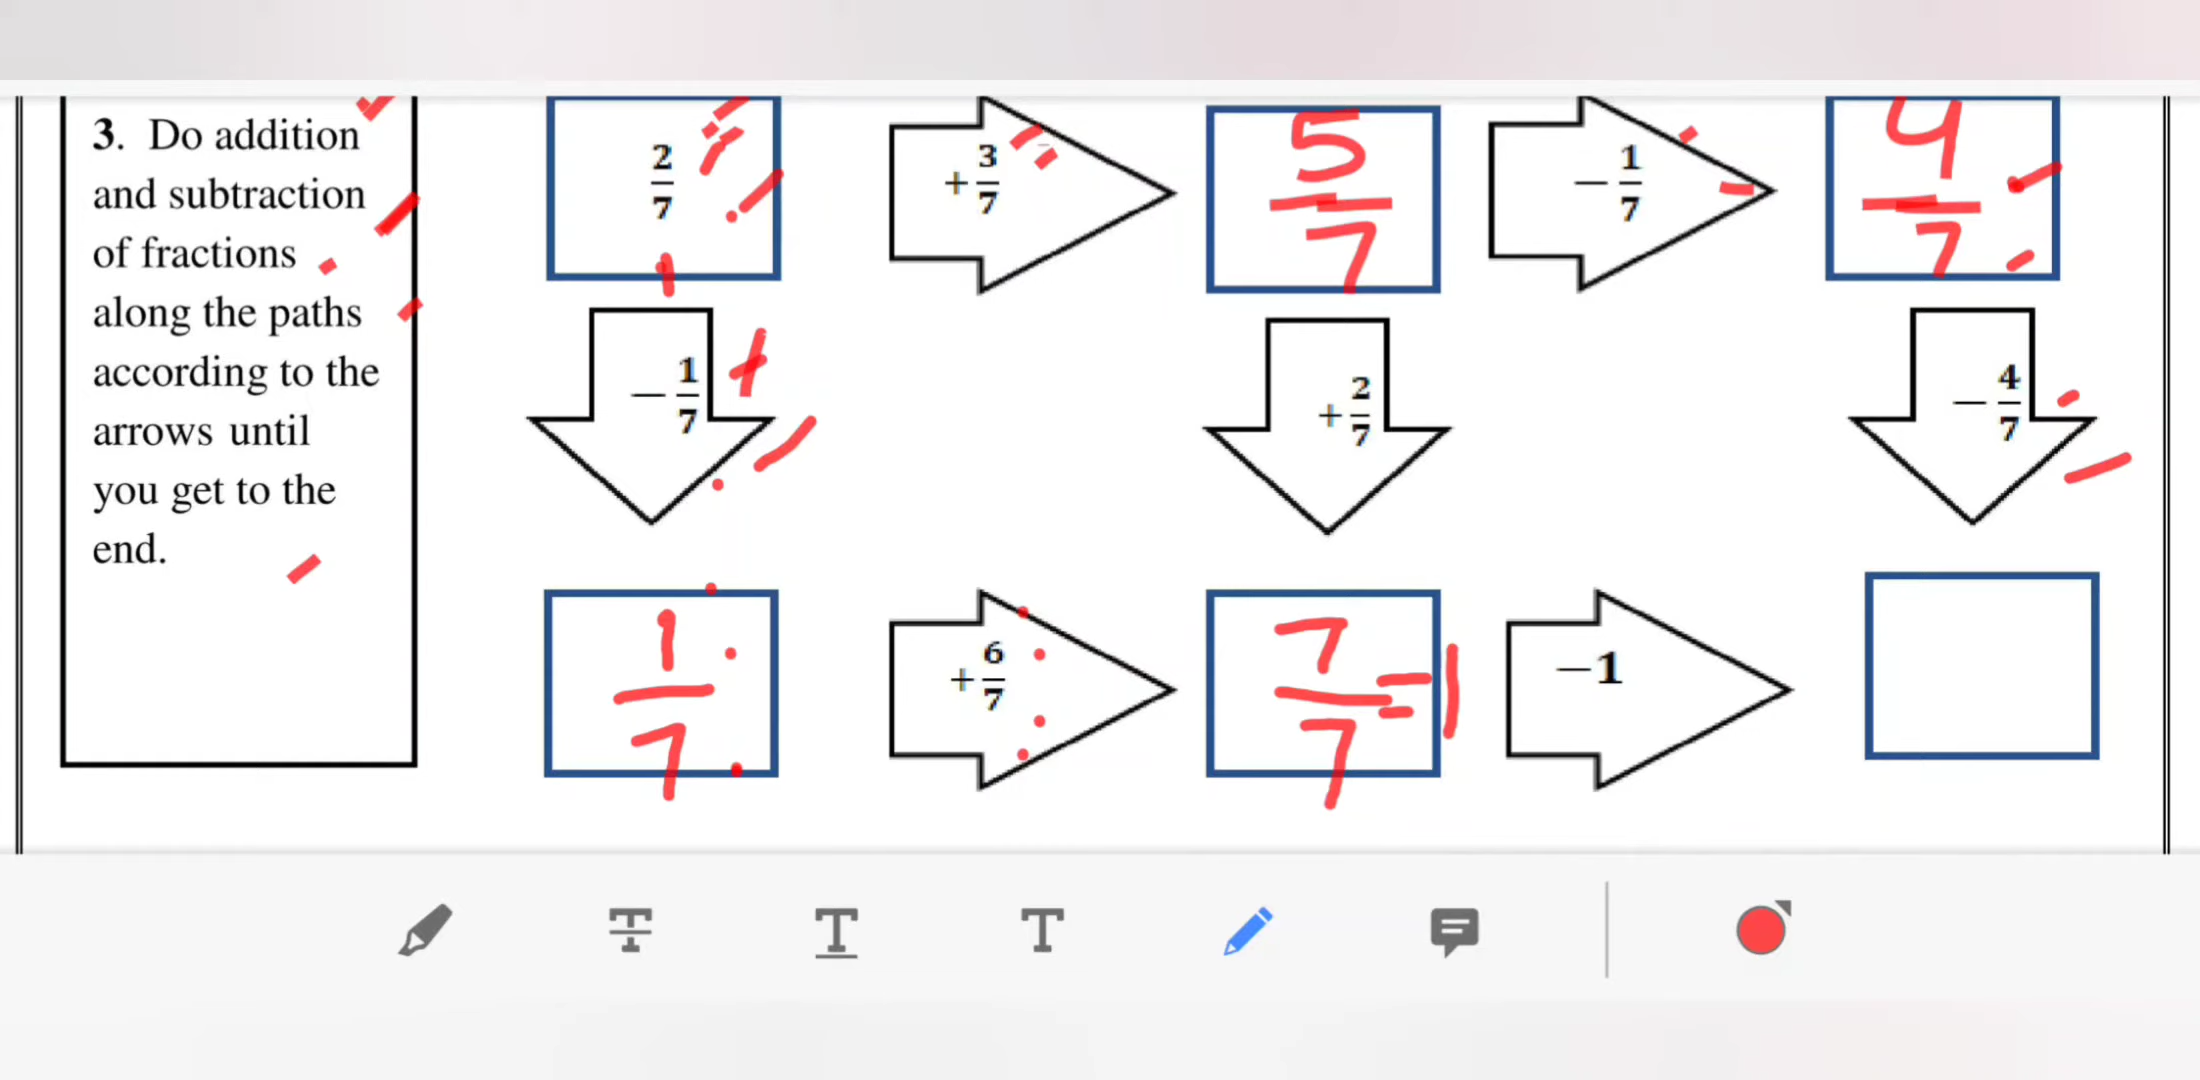 3. Do addition
and subtraction
of fractions
along the paths
according to the
arrows until
you get to the
end.
2/7
+ 3/7
5/7
− 1/7
4/7
− 1/7
+ 2/7
− 4/7
1/7
+ 6/7
7/7 = 1
−1